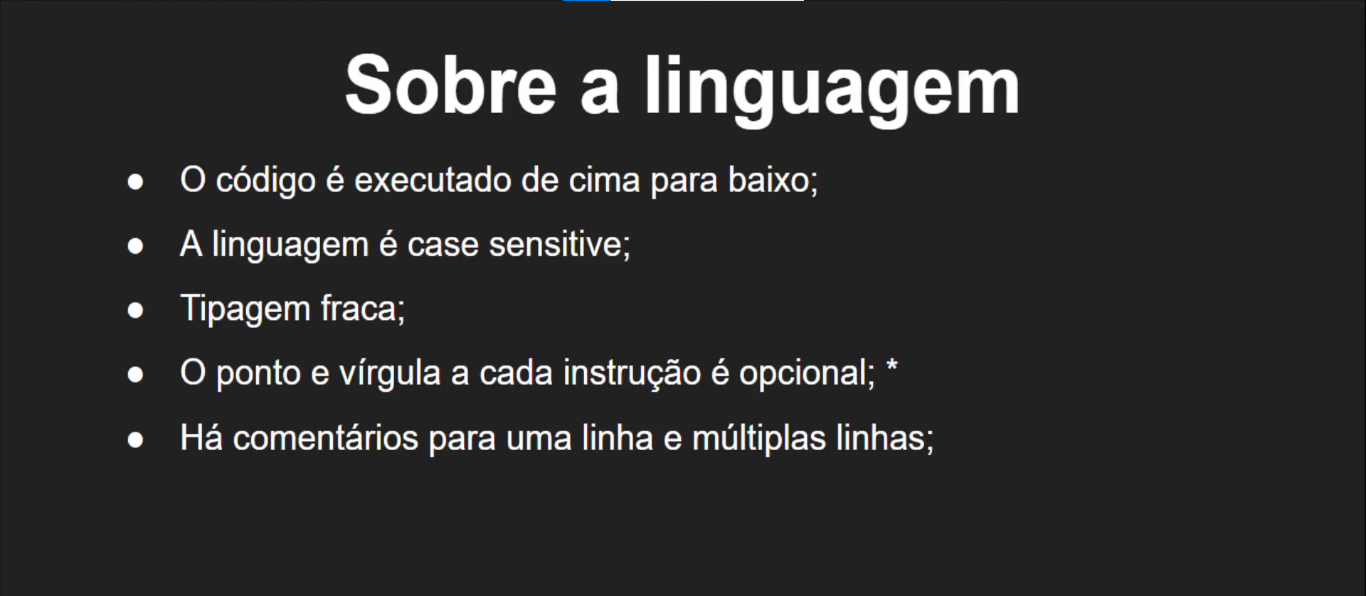 Sobre a linguagem
● O código é executado de cima para baixo;
● A linguagem é case sensitive;
● Tipagem fraca;
● O ponto e vírgula a cada instrução é opcional; *
● Há comentários para uma linha e múltiplas linhas;